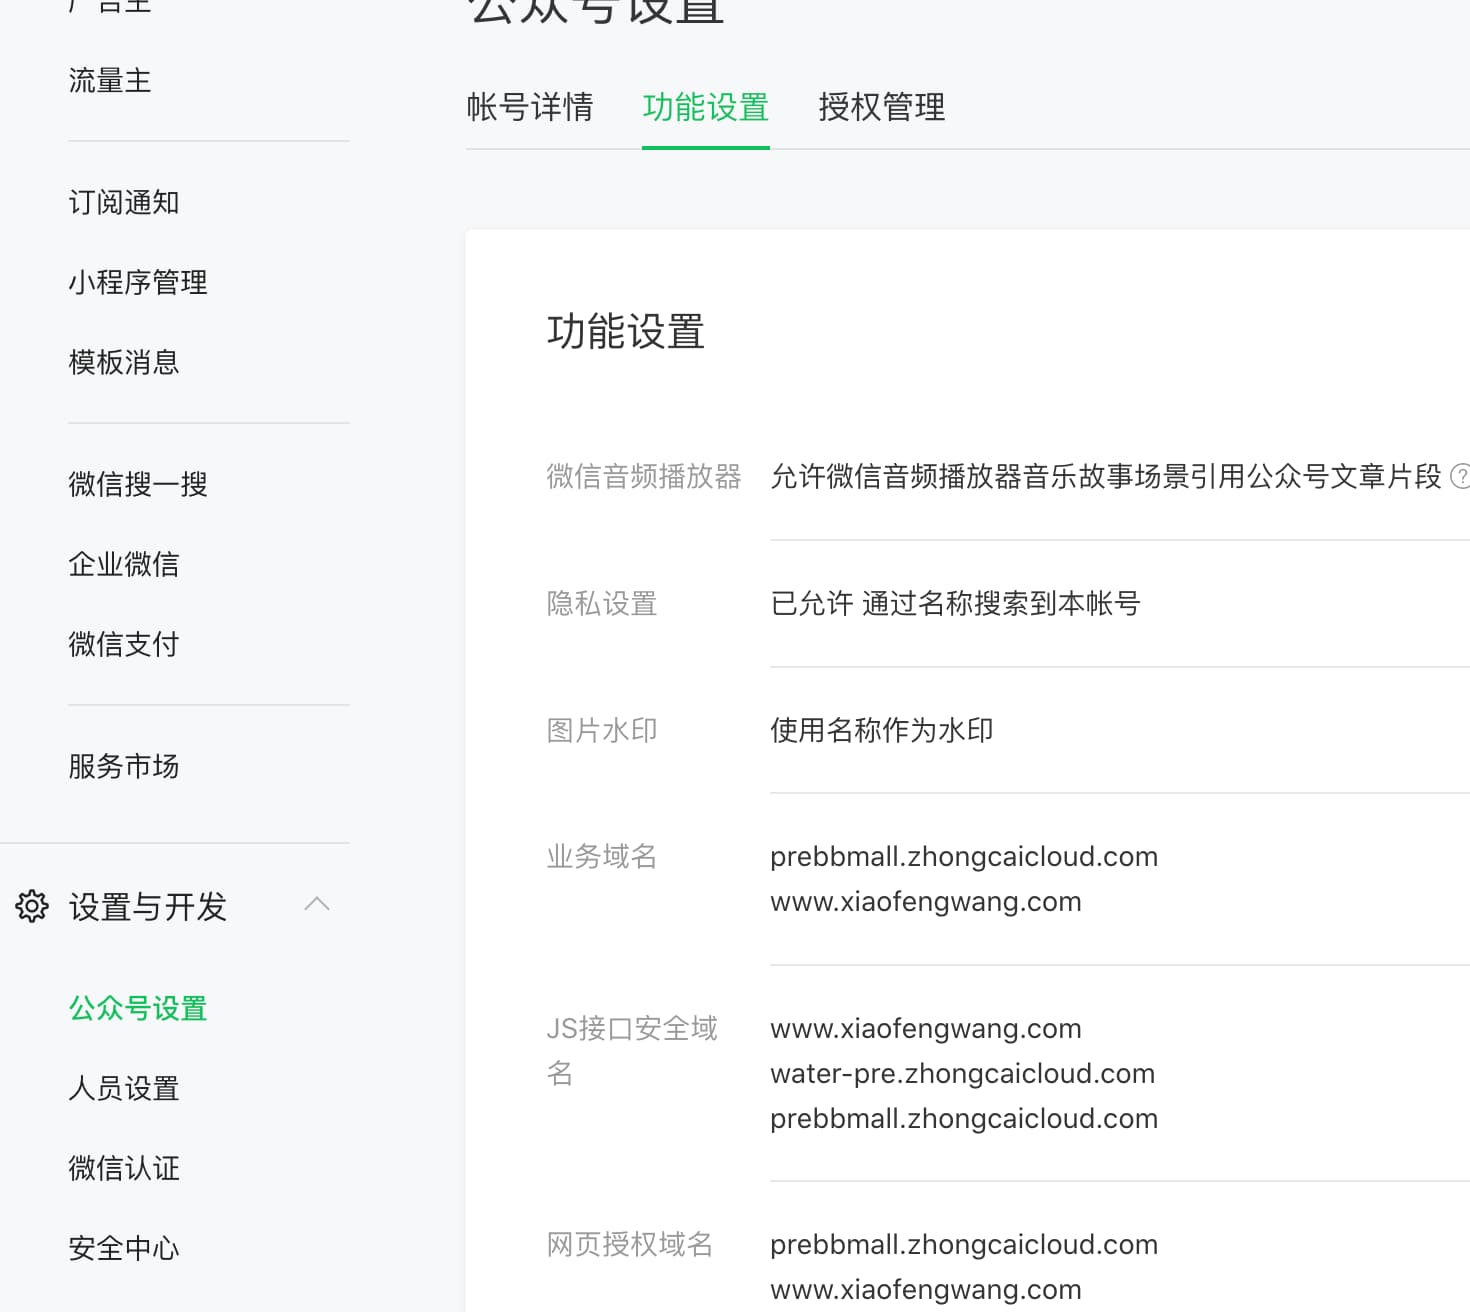 广告主
流量主
订阅通知
小程序管理
模板消息
微信搜一搜
企业微信
微信支付
服务市场
设置与开发
公众号设置
人员设置
微信认证
安全中心
公众号设置
帐号详情 功能设置 授权管理
功能设置
微信音频播放器 允许微信音频播放器音乐故事场景引用公众号文章片段
隐私设置 已允许 通过名称搜索到本帐号
图片水印 使用名称作为水印
业务域名 prebbmall.zhongcaicloud.com
www.xiaofengwang.com
JS接口安全域 www.xiaofengwang.com
名 water-pre.zhongcaicloud.com
prebbmall.zhongcaicloud.com
网页授权域名 prebbmall.zhongcaicloud.com
www.xiaofengwang.com